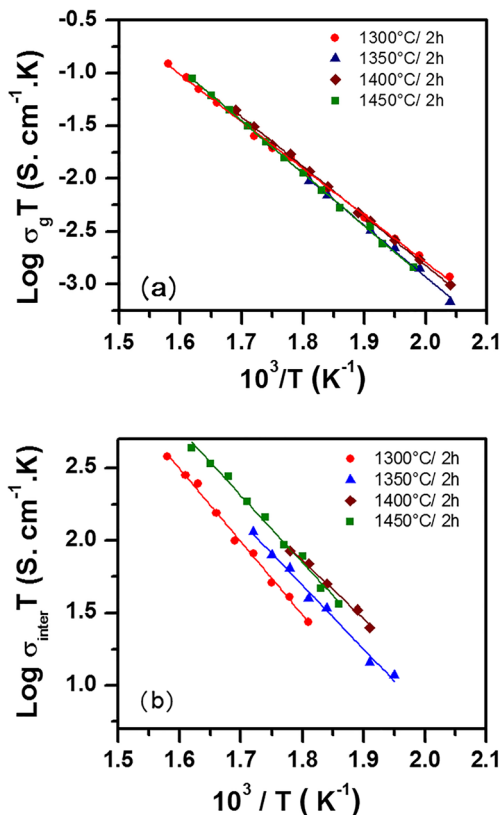 -0.5
-1.0
-1.5
-2.0
-2.5
-3.0
Log σg T (S. cm⁻¹.K)
1300°C/ 2h
1350°C/ 2h
1400°C/ 2h
1450°C/ 2h
(a)
1.5 1.6 1.7 1.8 1.9 2.0 2.1
10³/T (K⁻¹)
2.5
2.0
1.5
1.0
Log σinter T (S. cm⁻¹.K)
1300°C/ 2h
1350°C/ 2h
1400°C/ 2h
1450°C/ 2h
(b)
1.5 1.6 1.7 1.8 1.9 2.0 2.1
10³ / T ( K⁻¹)